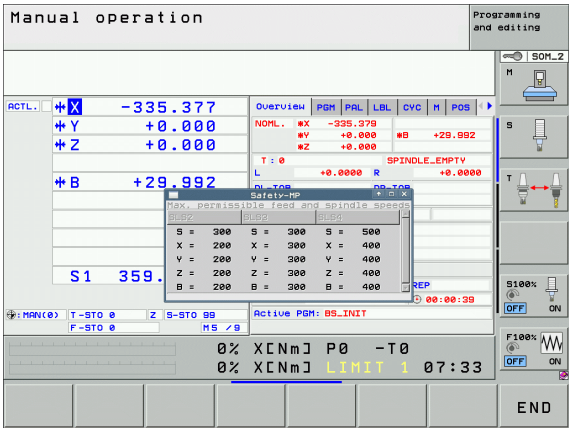 Manual operation
Programming
and editing
SOM_2
M
ACTL. X -335.377
Y +0.000
Z +0.000
B +29.992
S1 359.
Overview PGM PAL LBL CYC M POS
NOML. *X -335.379
*Y +0.000 *B +29.992
*Z +0.000
T : 0 SPINDLE_EMPTY
L +0.0000 R +0.0000
DL-TOB DR-TOB
Safety-MP
Max. permissible feed and spindle speeds
SLS2 SLS3 SLS4
S = 300 S = 300 S = 500
X = 200 X = 300 X = 400
Y = 200 Y = 300 Y = 400
Z = 200 Z = 300 Z = 400
B = 200 B = 300 B = 400
REP
00:00:39
Active PGM: BS_INIT
:MAN(0) T-STO 0 Z S-STO 99
F-STO 0 M5 /9
0% X[Nm] P0 -T0
0% X[Nm] LIMIT 1 07:33
S
T
S100%
OFF ON
F100%
OFF ON
END